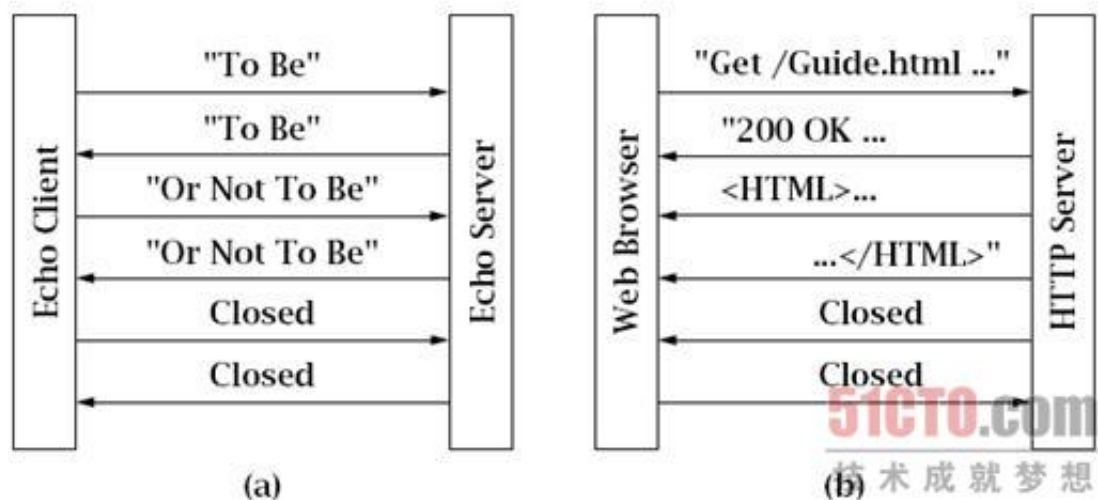 Echo Client
"To Be"
"To Be"
"Or Not To Be"
"Or Not To Be"
Closed
Closed
Echo Server
(a)
Web Browser
"Get /Guide.html ..."
"200 OK ...
<HTML>...
...</HTML>"
Closed
Closed
HTTP Server
(b)
51CTO.com
技术成就梦想